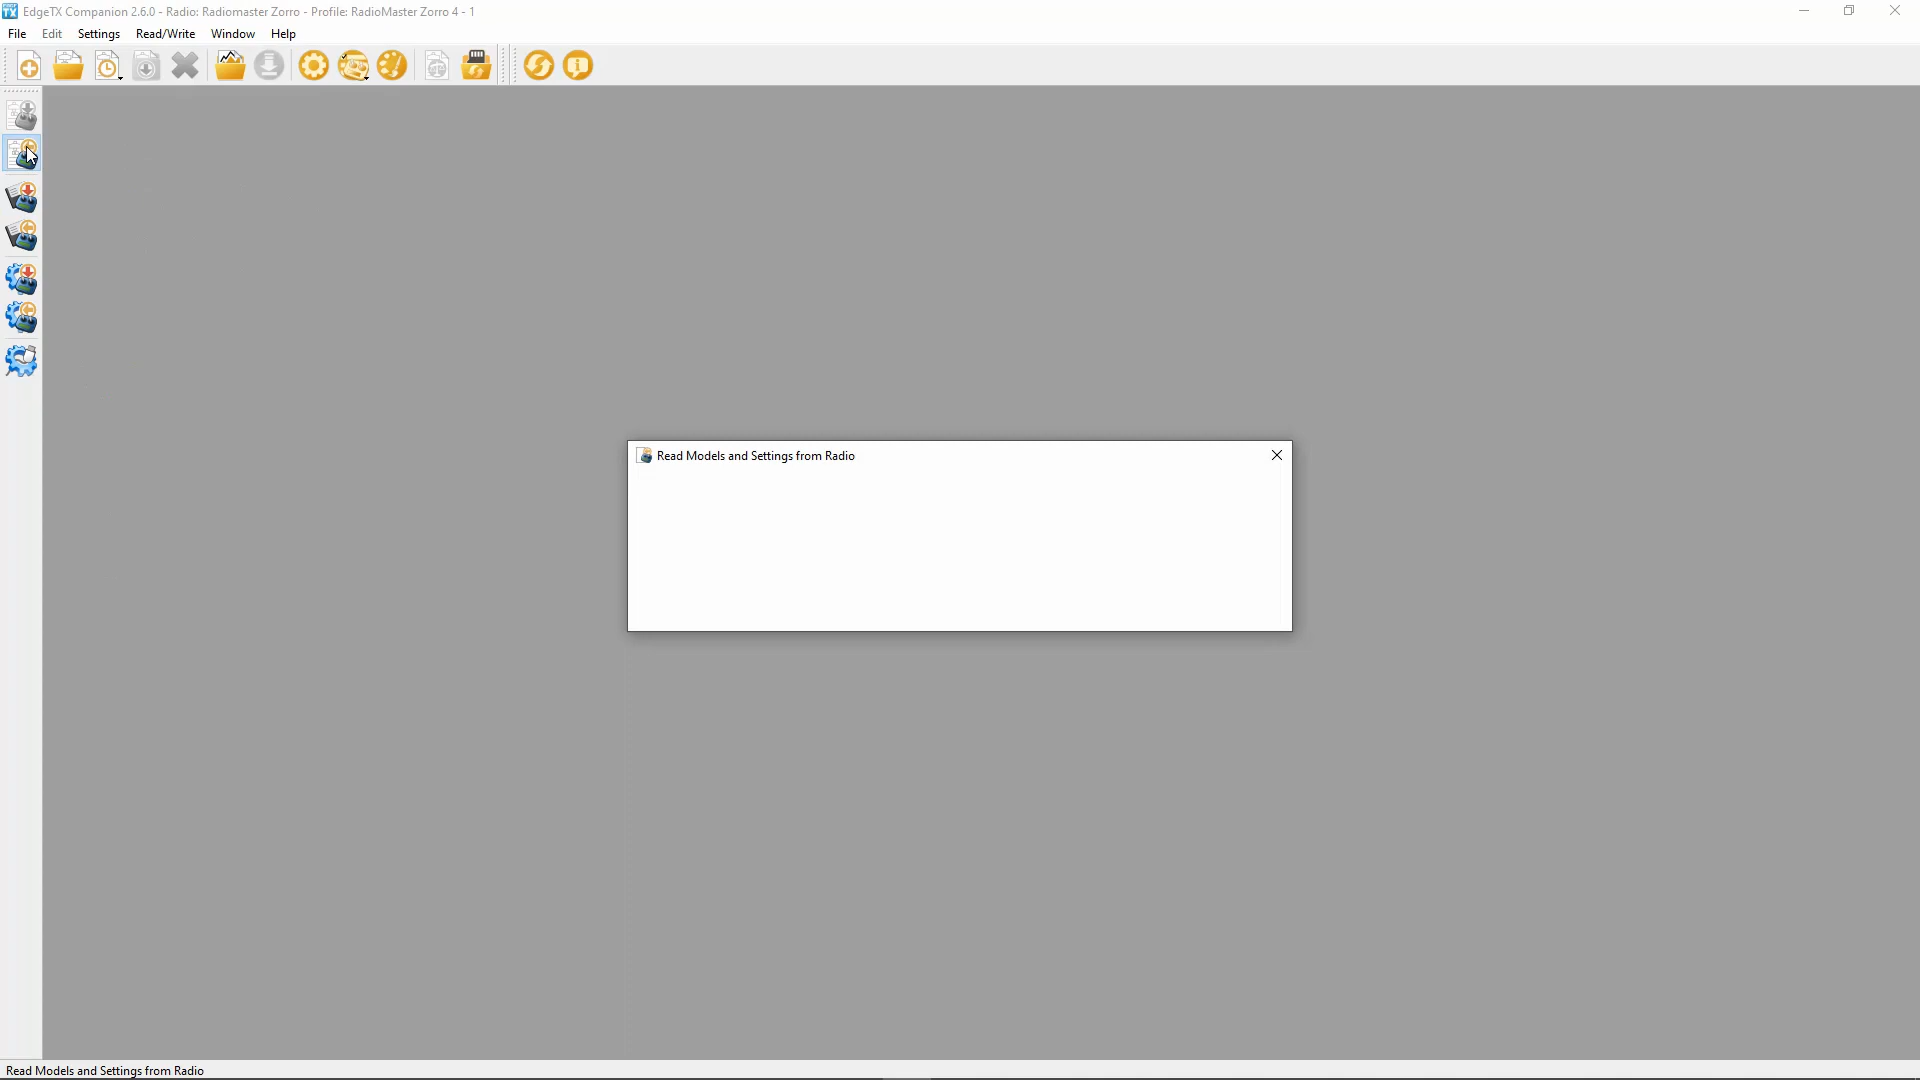 EdgeTX Companion 2.6.0 - Radio: Radiomaster Zorro - Profile: RadioMaster Zorro 4 - 1
File Edit Settings Read/Write Window Help
Read Models and Settings from Radio
Read Models and Settings from Radio